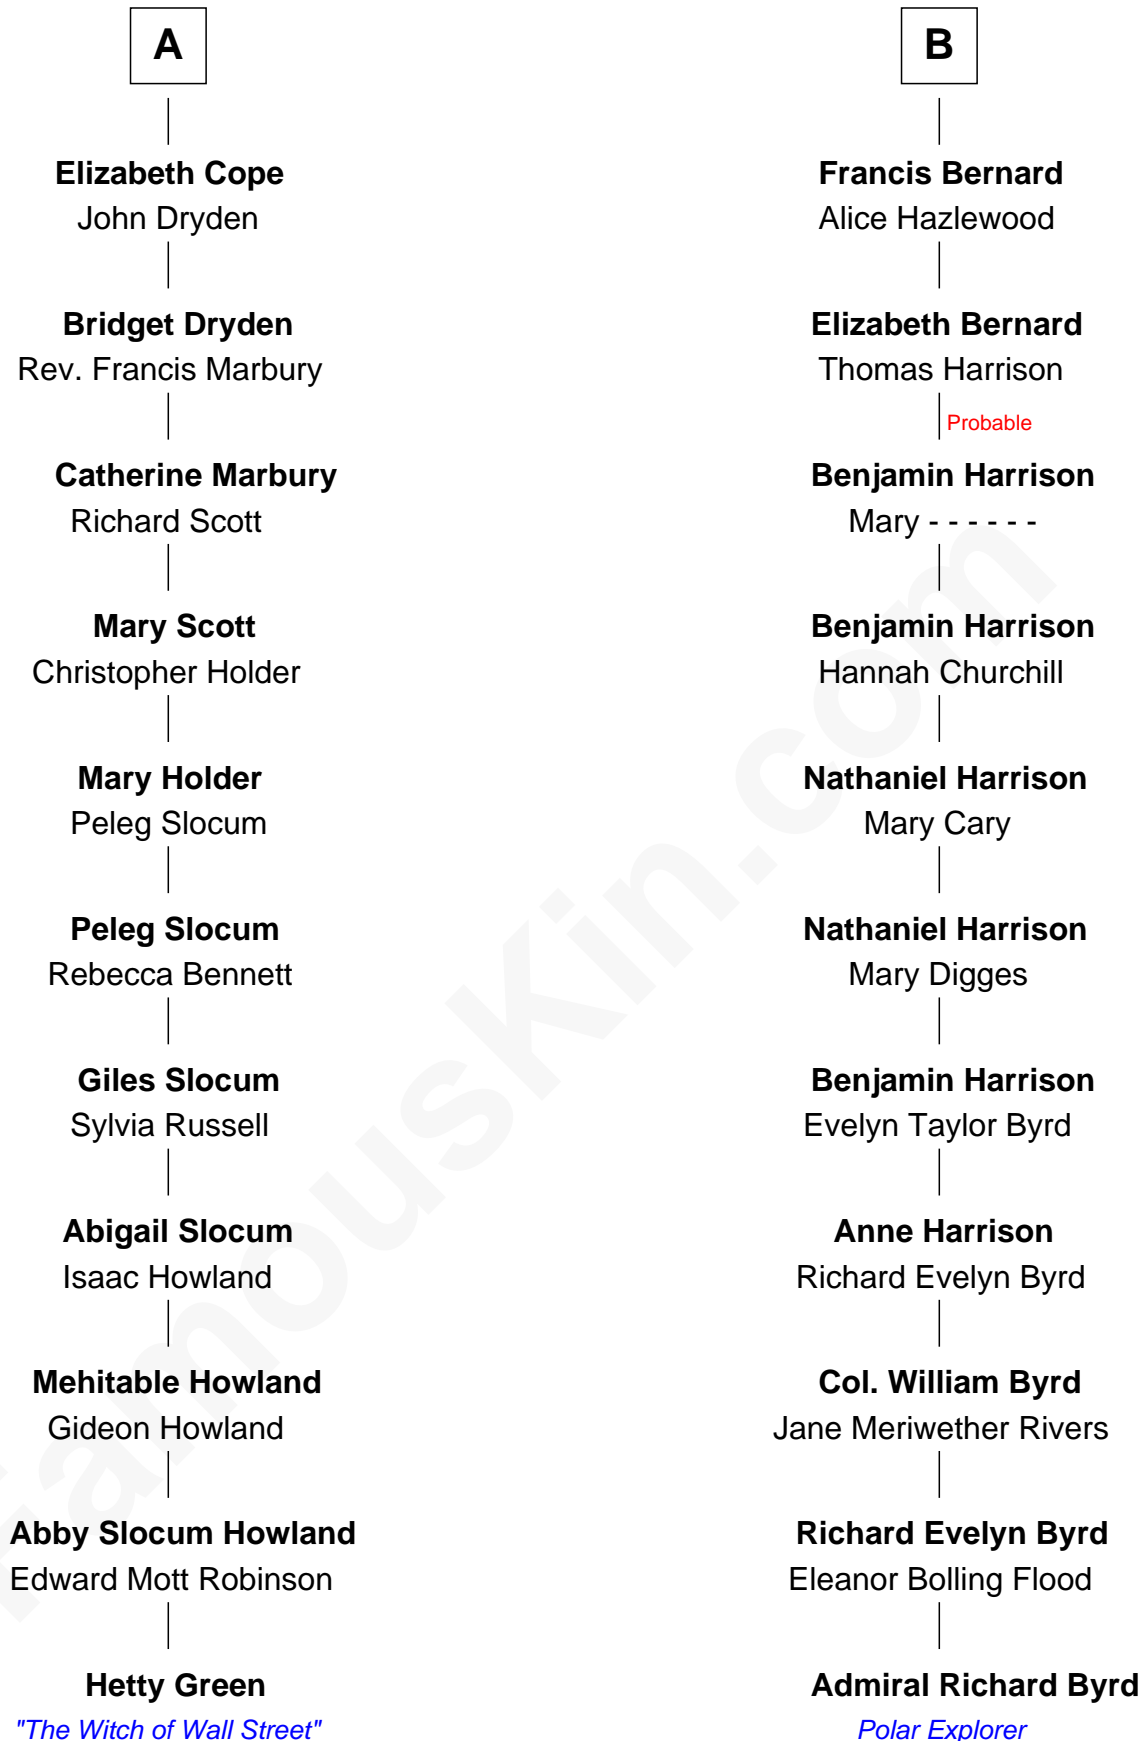 A
Elizabeth Cope
John Dryden
Bridget Dryden
Rev. Francis Marbury
Catherine Marbury
Richard Scott
Mary Scott
Christopher Holder
Mary Holder
Peleg Slocum
Peleg Slocum
Rebecca Bennett
Giles Slocum
Sylvia Russell
Abigail Slocum
Isaac Howland
Mehitable Howland
Gideon Howland
Abby Slocum Howland
Edward Mott Robinson
Hetty Green
"The Witch of Wall Street"
B
Francis Bernard
Alice Hazlewood
Elizabeth Bernard
Thomas Harrison
Probable
Benjamin Harrison
Mary - - - - - -
Benjamin Harrison
Hannah Churchill
Nathaniel Harrison
Mary Cary
Nathaniel Harrison
Mary Digges
Benjamin Harrison
Evelyn Taylor Byrd
Anne Harrison
Richard Evelyn Byrd
Col. William Byrd
Jane Meriwether Rivers
Richard Evelyn Byrd
Eleanor Bolling Flood
Admiral Richard Byrd
Polar Explorer
FamousKin.com